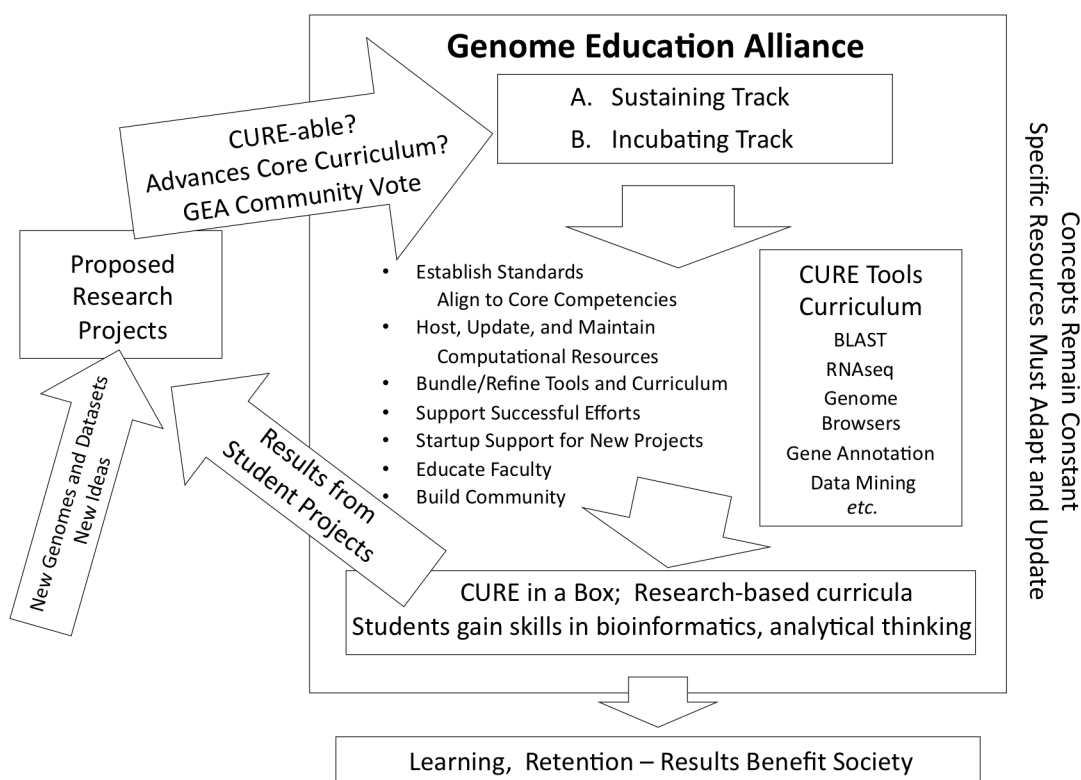 Genome Education Alliance
A. Sustaining Track
B. Incubating Track
CURE-able?
Advances Core Curriculum?
GEA Community Vote
Proposed
Research
Projects
New Genomes and Datasets
New Ideas
Results from
Student Projects
• Establish Standards
Align to Core Competencies
• Host, Update, and Maintain
Computational Resources
• Bundle/Refine Tools and Curriculum
• Support Successful Efforts
• Startup Support for New Projects
• Educate Faculty
• Build Community
CURE Tools
Curriculum
BLAST
RNAseq
Genome
Browsers
Gene Annotation
Data Mining
etc.
CURE in a Box; Research-based curricula
Students gain skills in bioinformatics, analytical thinking
Learning, Retention – Results Benefit Society
Concepts Remain Constant
Specific Resources Must Adapt and Update